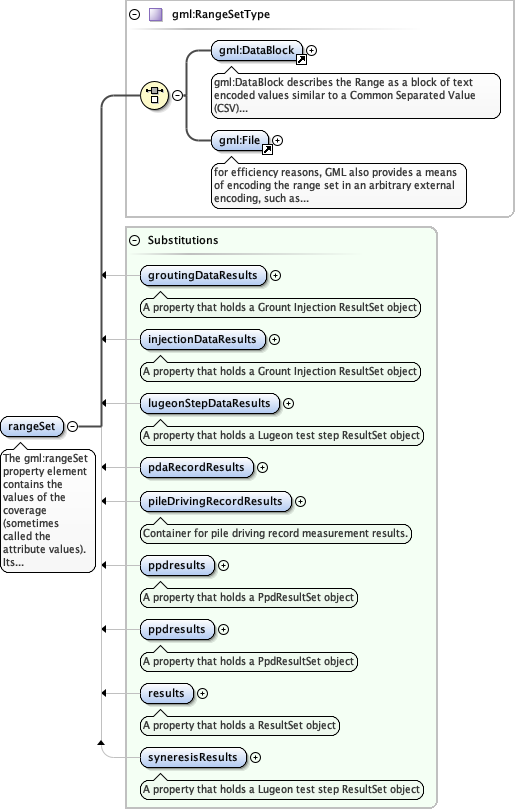 gml:RangeSetType
gml:DataBlock
gml:DataBlock describes the Range as a block of text
encoded values similar to a Common Separated Value
(CSV)...
gml:File
for efficiency reasons, GML also provides a means
of encoding the range set in an arbitrary external
encoding, such as...
Substitutions
groutingDataResults
A property that holds a Grount Injection ResultSet object
injectionDataResults
A property that holds a Grount Injection ResultSet object
lugeonStepDataResults
A property that holds a Lugeon test step ResultSet object
rangeSet
The gml:rangeSet
property element
contains the
values of the
coverage
(sometimes
called the
attribute values).
Its...
pdaRecordResults
pileDrivingRecordResults
Container for pile driving record measurement results.
ppdresults
A property that holds a PpdResultSet object
ppdresults
A property that holds a PpdResultSet object
results
A property that holds a ResultSet object
syneresisResults
A property that holds a Lugeon test step ResultSet object